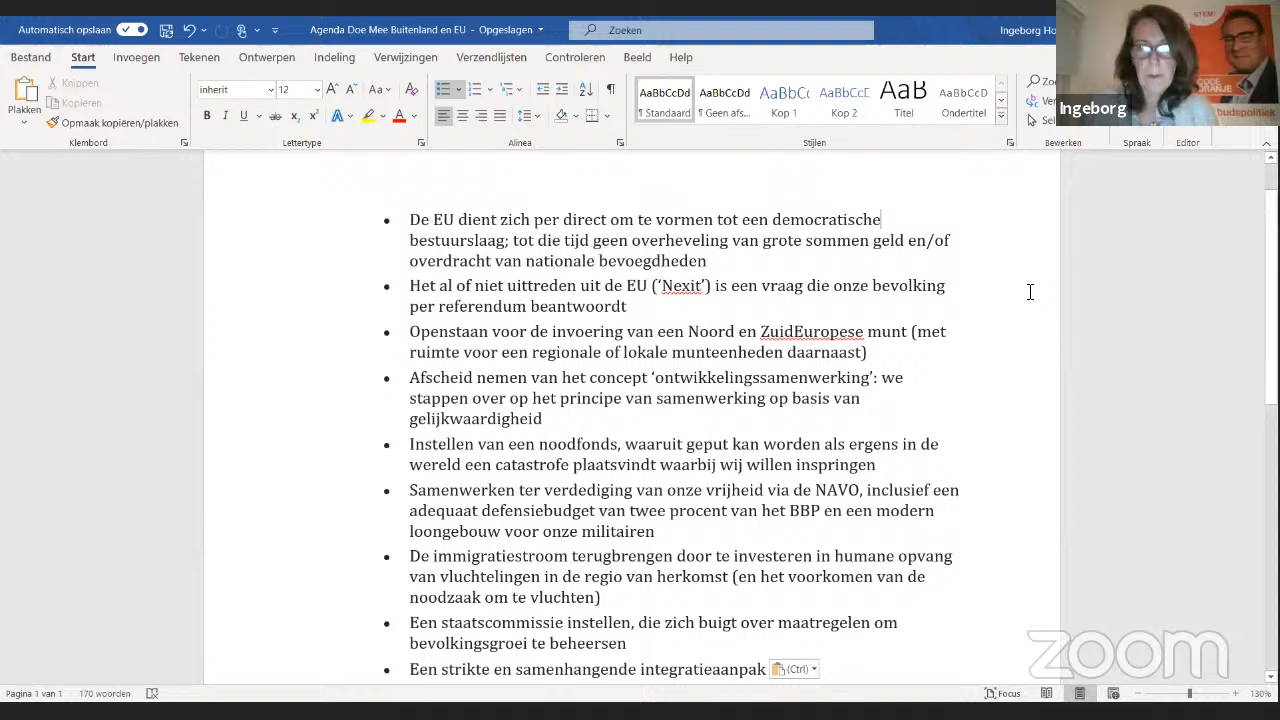 Automatisch opslaan
Agenda Doe Mee Buitenland en EU - Opgeslagen
Zoeken
Ingeborg Ho
Bestand Start Invoegen Tekenen Ontwerpen Indeling Verwijzingen Verzendlijsten Controleren Beeld Help
Plakken
Knippen
Kopiëren
Opmaak kopiëren/plakken
Klembord
inherit 12
Lettertype
Alinea
AaBbCcDd AaBbCcDd AaBbCc AaBbCcD AaB AaBbCcD
¶ Standaard ¶ Geen afs... Kop 1 Kop 2 Titel Ondertitel
Stijlen
Bewerken
Spraak
Editor
STEM!
CODE
ORANJE
Ingeborg
• De EU dient zich per direct om te vormen tot een democratische
bestuurslaag; tot die tijd geen overheveling van grote sommen geld en/of
overdracht van nationale bevoegdheden
• Het al of niet uittreden uit de EU (‘Nexit’) is een vraag die onze bevolking
per referendum beantwoordt
• Openstaan voor de invoering van een Noord en ZuidEuropese munt (met
ruimte voor een regionale of lokale munteenheden daarnaast)
• Afscheid nemen van het concept ‘ontwikkelingssamenwerking’: we
stappen over op het principe van samenwerking op basis van
gelijkwaardigheid
• Instellen van een noodfonds, waaruit geput kan worden als ergens in de
wereld een catastrofe plaatsvindt waarbij wij willen inspringen
• Samenwerken ter verdediging van onze vrijheid via de NAVO, inclusief een
adequaat defensiebudget van twee procent van het BBP en een modern
loongebouw voor onze militairen
• De immigratiestroom terugbrengen door te investeren in humane opvang
van vluchtelingen in de regio van herkomst (en het voorkomen van de
noodzaak om te vluchten)
• Een staatscommissie instellen, die zich buigt over maatregelen om
bevolkingsgroei te beheersen
• Een strikte en samenhangende integratieaanpak
(Ctrl)
zoom
Pagina 1 van 1 170 woorden
Focus
130%